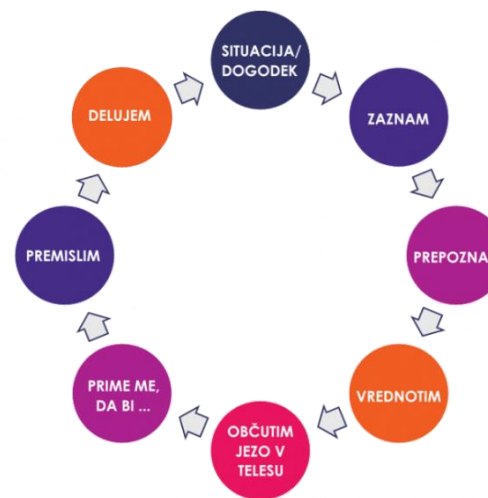 SITUACIJA/
DOGODEK
ZAZNAM
PREPOZNA
VREDNOTIM
OBČUTIM
JEZO V
TELESU
PRIME ME,
DA BI ...
PREMISLIM
DELUJEM